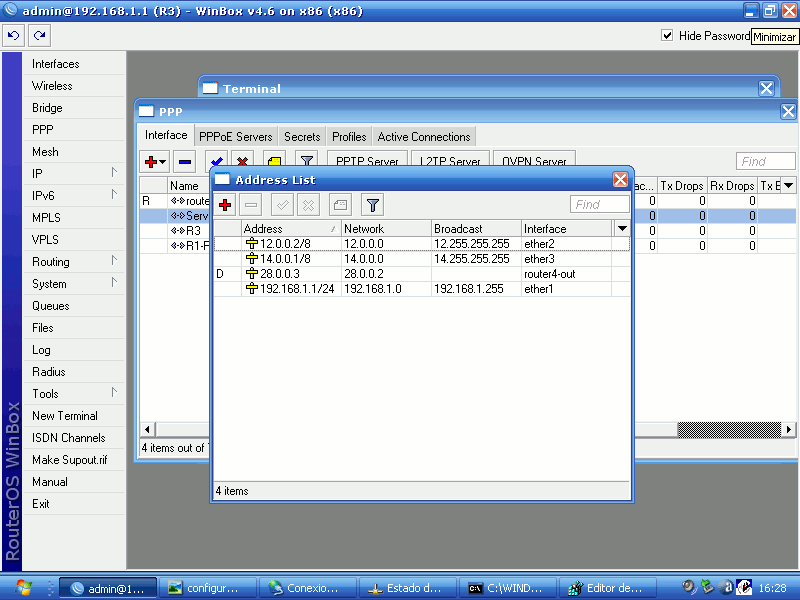 admin@192.168.1.1 (R3) - WinBox v4.6 on x86 (x86)
Hide Password
Minimizar
Interfaces
Wireless
Bridge
PPP
Mesh
IP
IPv6
MPLS
VPLS
Routing
System
Queues
Files
Log
Radius
Tools
New Terminal
ISDN Channels
Make Supout.rif
Manual
Exit
RouterOS WinBox
Terminal
PPP
Interface PPPoE Servers Secrets Profiles Active Connections
PPTP Server L2TP Server OVPN Server Find
Name Tx Drops Rx Drops Tx E
R route 0 0 0
Serv 0 0 0
R3 0 0 0
R1-F 0 0 0
4 items out of
Address List
Find
Address Network Broadcast Interface
12.0.0.2/8 12.0.0.0 12.255.255.255 ether2
14.0.0.1/8 14.0.0.0 14.255.255.255 ether3
D 28.0.0.3 28.0.0.2 router4-out
192.168.1.1/24 192.168.1.0 192.168.1.255 ether1
4 items
admin@1... configur... Conexio... Estado d... C:\WIND... Editor de... 16:28